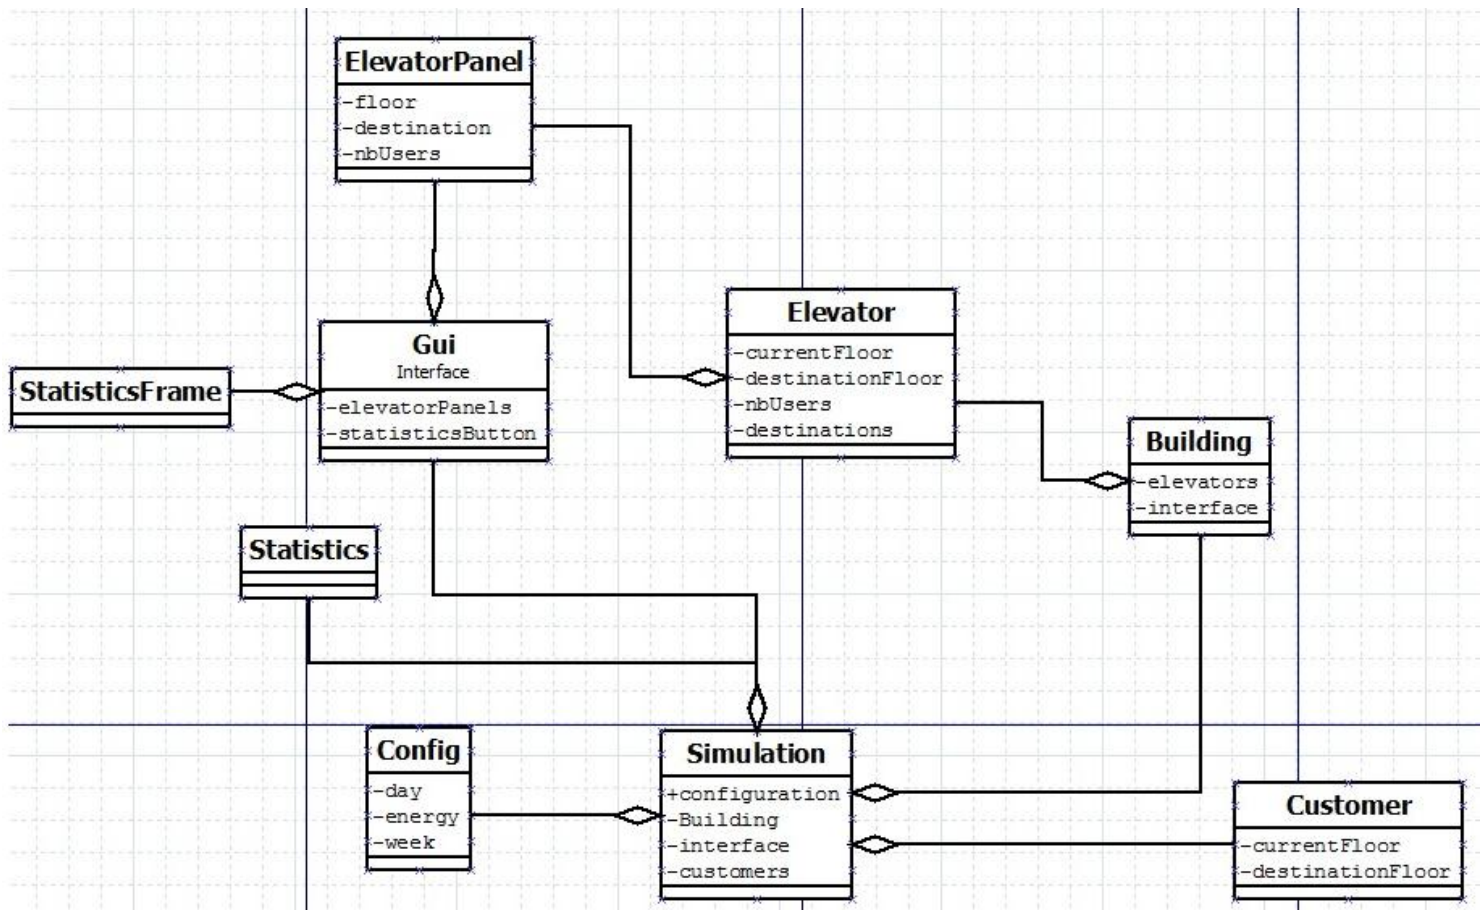 ElevatorPanel
-floor
-destination
-nbUsers
Elevator
-currentFloor
-destinationFloor
-nbUsers
-destinations
Gui
Interface
-elevatorPanels
-statisticsButton
StatisticsFrame
Building
-elevators
-interface
Statistics
Config
-day
-energy
-week
Simulation
+configuration
-Building
-interface
-customers
Customer
-currentFloor
-destinationFloor